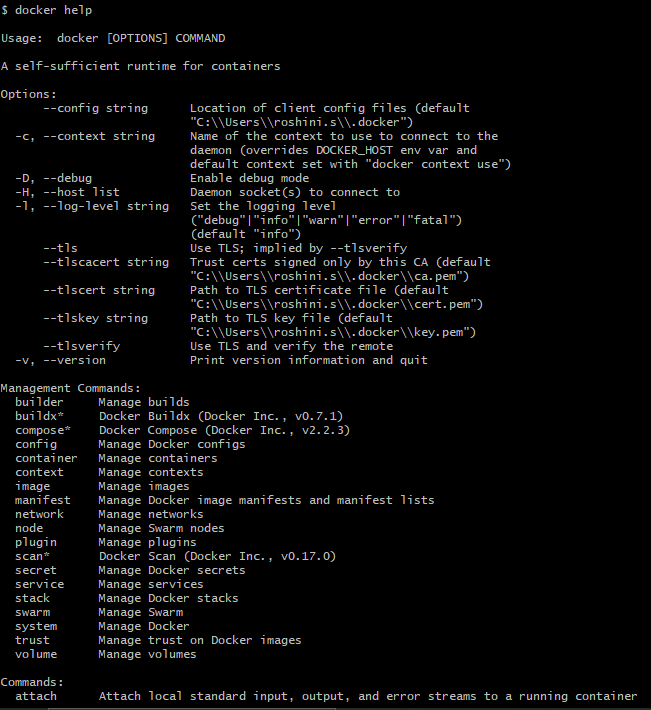 $ docker help
Usage:  docker [OPTIONS] COMMAND
A self-sufficient runtime for containers
Options:
      --config string      Location of client config files (default
                           "C:\\Users\\roshini.s\\.docker")
  -c, --context string     Name of the context to use to connect to the
                           daemon (overrides DOCKER_HOST env var and
                           default context set with "docker context use")
  -D, --debug              Enable debug mode
  -H, --host list          Daemon socket(s) to connect to
  -l, --log-level string   Set the logging level
                           ("debug"|"info"|"warn"|"error"|"fatal")
                           (default "info")
      --tls                Use TLS; implied by --tlsverify
      --tlscacert string   Trust certs signed only by this CA (default
                           "C:\\Users\\roshini.s\\.docker\\ca.pem")
      --tlscert string     Path to TLS certificate file (default
                           "C:\\Users\\roshini.s\\.docker\\cert.pem")
      --tlskey string      Path to TLS key file (default
                           "C:\\Users\\roshini.s\\.docker\\key.pem")
      --tlsverify          Use TLS and verify the remote
  -v, --version            Print version information and quit
Management Commands:
  builder     Manage builds
  buildx*     Docker Buildx (Docker Inc., v0.7.1)
  compose*    Docker Compose (Docker Inc., v2.2.3)
  config      Manage Docker configs
  container   Manage containers
  context     Manage contexts
  image       Manage images
  manifest    Manage Docker image manifests and manifest lists
  network     Manage networks
  node        Manage Swarm nodes
  plugin      Manage plugins
  scan*       Docker Scan (Docker Inc., v0.17.0)
  secret      Manage Docker secrets
  service     Manage services
  stack       Manage Docker stacks
  swarm       Manage Swarm
  system      Manage Docker
  trust       Manage trust on Docker images
  volume      Manage volumes
Commands:
  attach      Attach local standard input, output, and error streams to a running container